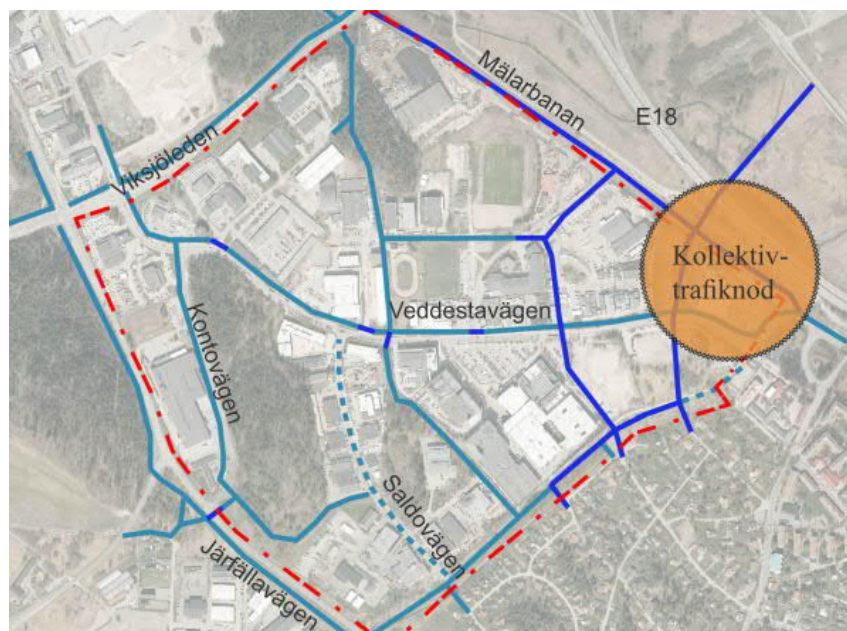 Mälarbanan
E18
Viksjöleden
Kollektiv-
trafiknod
Veddestavägen
Kontovägen
Saldovägen
Järfällavägen